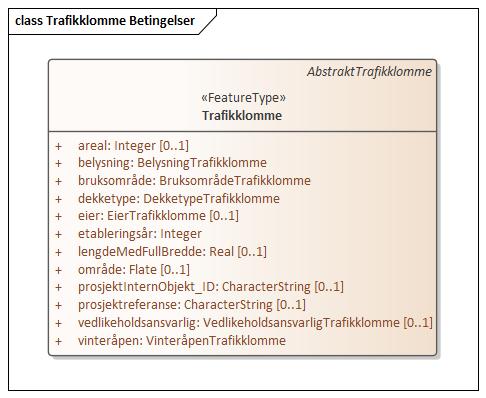 class Trafikklomme Betingelser
AbstraktTrafikklomme
«FeatureType»
Trafikklomme
+ areal: Integer [0..1]
+ belysning: BelysningTrafikklomme
+ bruksområde: BruksområdeTrafikklomme
+ dekketype: DekketypeTrafikklomme
+ eier: EierTrafikklomme [0..1]
+ etableringsår: Integer
+ lengdeMedFullBredde: Real [0..1]
+ område: Flate [0..1]
+ prosjektInternObjekt_ID: CharacterString [0..1]
+ prosjektreferanse: CharacterString [0..1]
+ vedlikeholdsansvarlig: VedlikeholdsansvarligTrafikklomme [0..1]
+ vinteråpen: VinteråpenTrafikklomme